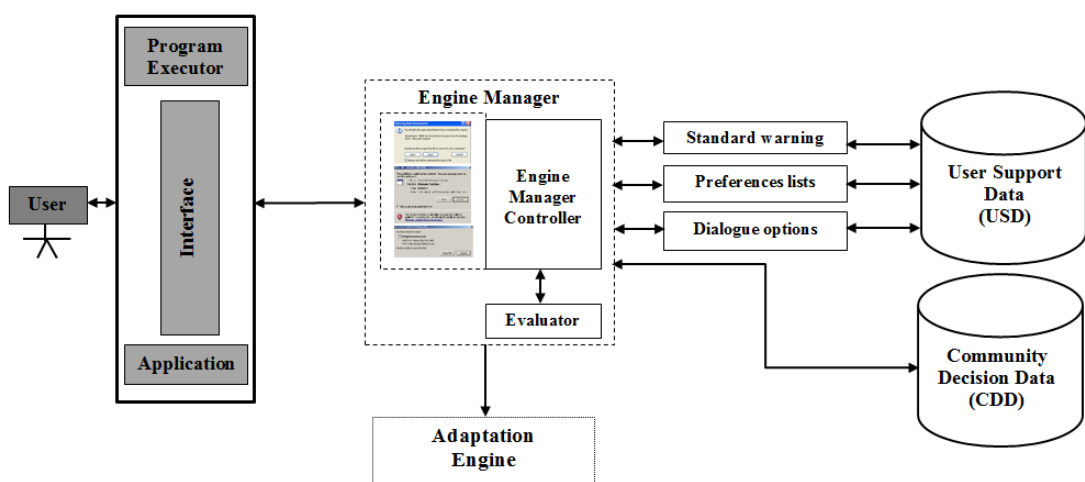 Program
Executor
Interface
Application
User
Engine Manager
Engine
Manager
Controller
Evaluator
Adaptation
Engine
Standard warning
Preferences lists
Dialogue options
User Support
Data
(USD)
Community
Decision Data
(CDD)